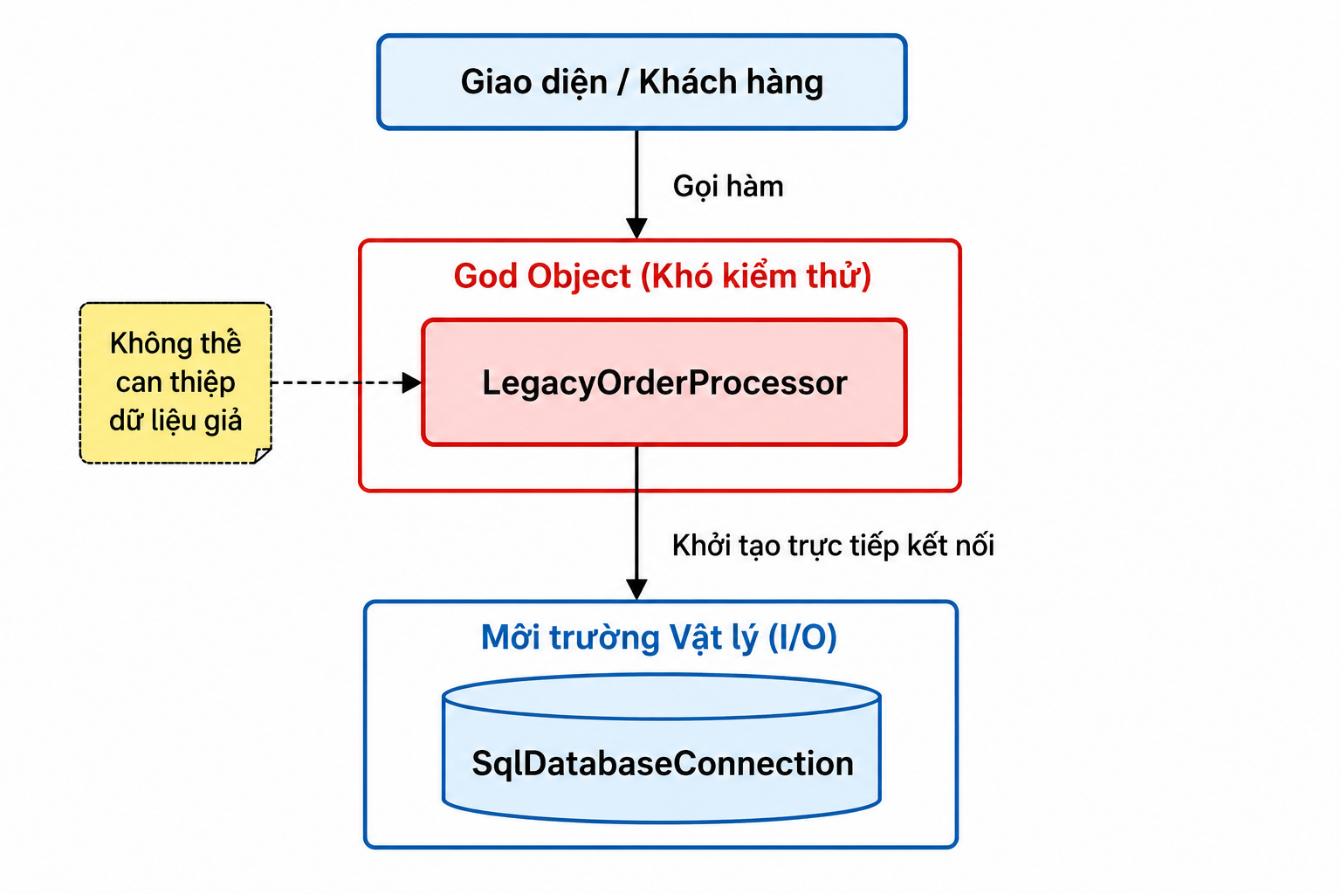 Giao diện / Khách hàng
Gọi hàm
God Object (Khó kiểm thử)
Không thể
can thiệp
dữ liệu giả
LegacyOrderProcessor
Khởi tạo trực tiếp kết nối
Môi trường Vật lý (I/O)
SqlDatabaseConnection